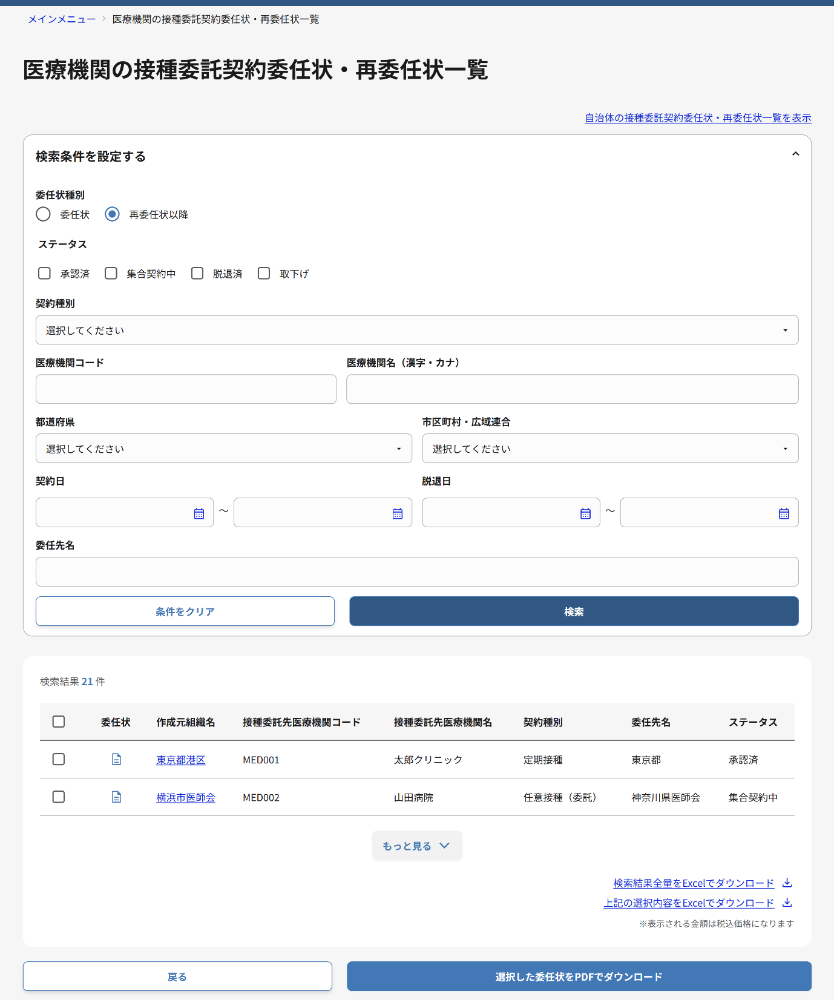 メインメニュー > 医療機関の接種委託契約委任状・再委任状一覧
医療機関の接種委託契約委任状・再委任状一覧
自治体の接種委託契約委任状・再委任状一覧を表示
検索条件を設定する
委任状種別
委任状 再委任状以降
ステータス
承認済 集合契約中 脱退済 取下げ
契約種別
選択してください
医療機関コード 医療機関名（漢字・カナ）
都道府県 市区町村・広域連合
選択してください 選択してください
契約日 脱退日
～ ～
委任先名
条件をクリア 検索
検索結果 21 件
委任状 作成元組織名 接種委託先医療機関コード 接種委託先医療機関名 契約種別 委任先名 ステータス
東京都港区 MED001 太郎クリニック 定期接種 東京都 承認済
横浜市医師会 MED002 山田病院 任意接種（委託） 神奈川県医師会 集合契約中
もっと見る
検索結果全量をExcelでダウンロード
上記の選択内容をExcelでダウンロード
※表示される金額は税込価格になります
戻る 選択した委任状をPDFでダウンロード